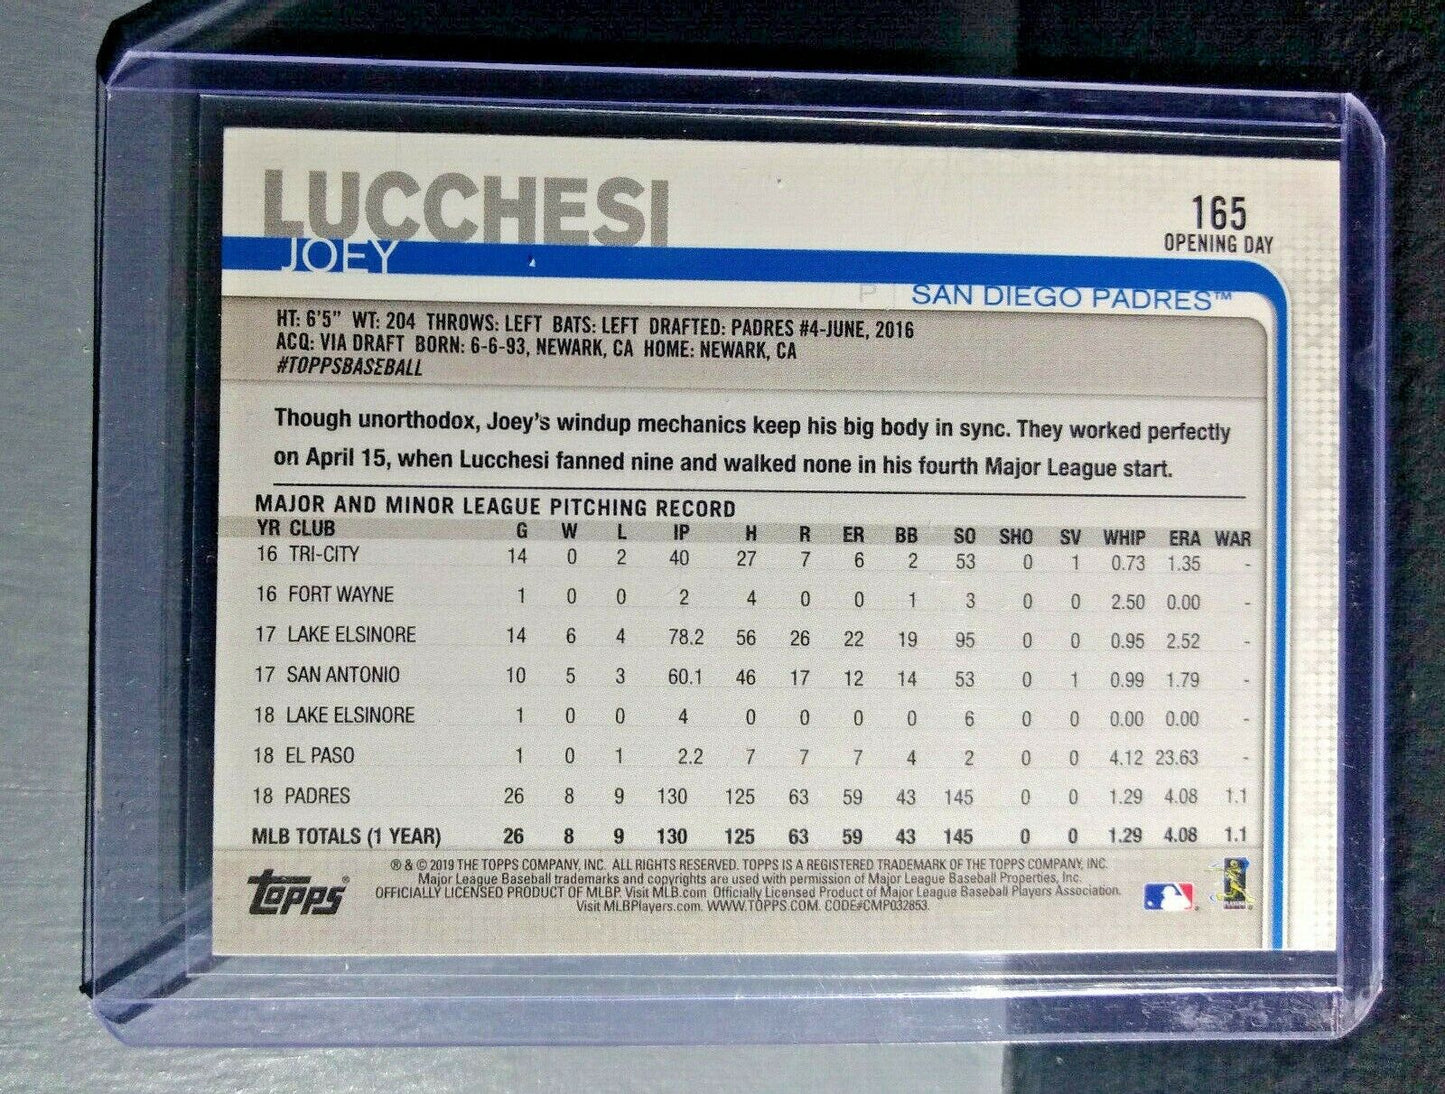 LUCCHESI
JOEY
165
OPENING DAY
P SAN DIEGO PADRES™
HT: 6'5" WT: 204 THROWS: LEFT BATS: LEFT DRAFTED: PADRES #4-JUNE, 2016
ACQ: VIA DRAFT BORN: 6-6-93, NEWARK, CA HOME: NEWARK, CA
#TOPPSBASEBALL
Though unorthodox, Joey's windup mechanics keep his big body in sync. They worked perfectly
on April 15, when Lucchesi fanned nine and walked none in his fourth Major League start.
MAJOR AND MINOR LEAGUE PITCHING RECORD
YR CLUB G W L IP H R ER BB SO SHO SV WHIP ERA WAR
16 TRI-CITY 14 0 2 40 27 7 6 2 53 0 1 0.73 1.35 -
16 FORT WAYNE 1 0 0 2 4 0 0 1 3 0 0 2.50 0.00 -
17 LAKE ELSINORE 14 6 4 78.2 56 26 22 19 95 0 0 0.95 2.52 -
17 SAN ANTONIO 10 5 3 60.1 46 17 12 14 53 0 1 0.99 1.79 -
18 LAKE ELSINORE 1 0 0 4 0 0 0 0 6 0 0 0.00 0.00 -
18 EL PASO 1 0 1 2.2 7 7 7 4 2 0 0 4.12 23.63 -
18 PADRES 26 8 9 130 125 63 59 43 145 0 0 1.29 4.08 1.1
MLB TOTALS (1 YEAR) 26 8 9 130 125 63 59 43 145 0 0 1.29 4.08 1.1
topps®
® & © 2019 THE TOPPS COMPANY, INC. ALL RIGHTS RESERVED. TOPPS IS A REGISTERED TRADEMARK OF THE TOPPS COMPANY, INC.
Major League Baseball trademarks and copyrights are used with permission of Major League Baseball Properties, Inc.
OFFICIALLY LICENSED PRODUCT OF MLBP. Visit MLB.com Officially Licensed Product of Major League Baseball Players Association.
Visit MLBPlayers.com. WWW.TOPPS.COM. CODE#CMP032853.